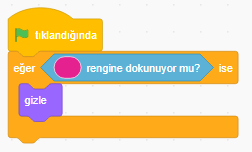 tıklandığında
eğer rengine dokunuyor mu? ise
gizle